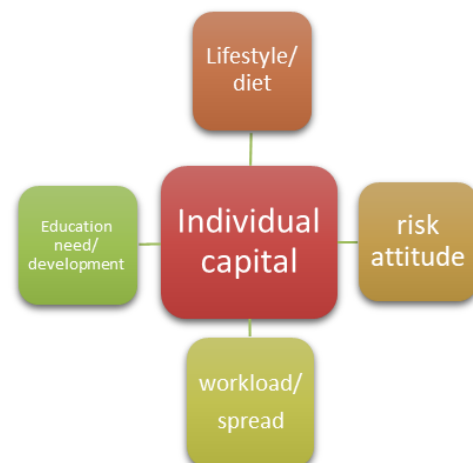 Lifestyle/
diet
Education
need/
development
Individual
capital
risk
attitude
workload/
spread